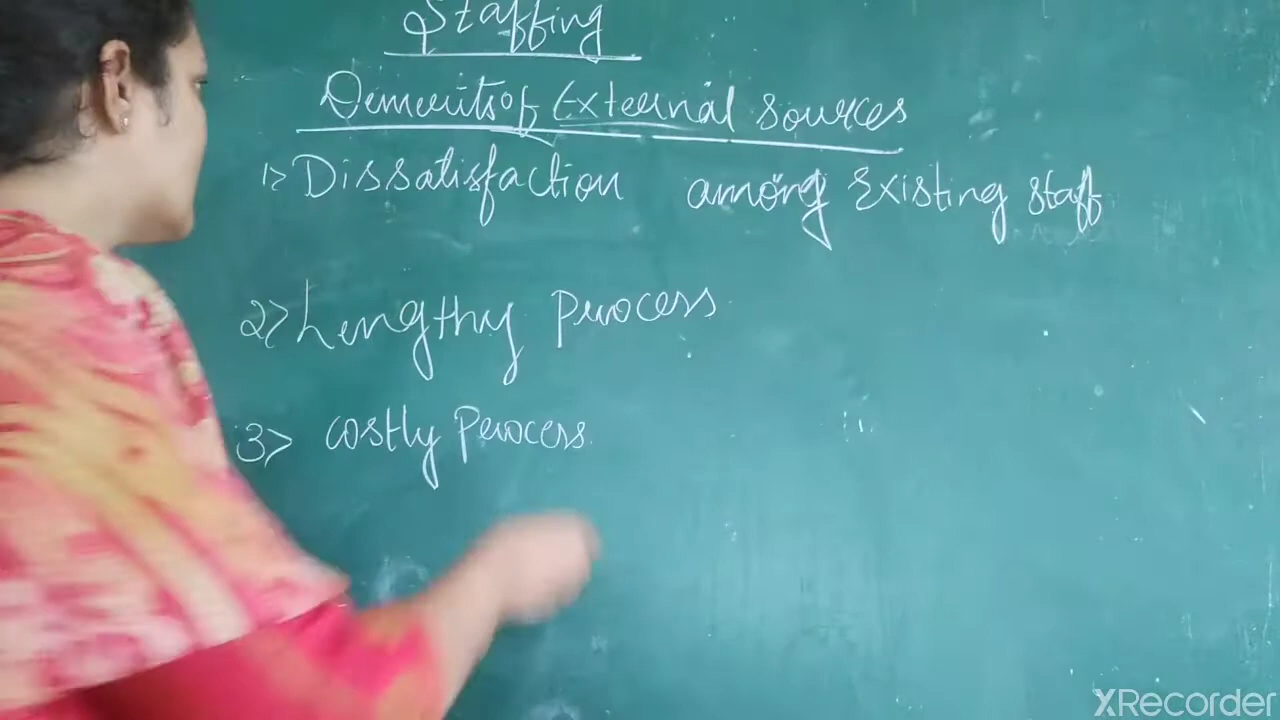 Staffing
Demerits of External sources
1> Dissatisfaction among Existing staff
2> Lengthy process
3> costly process
XRecorder